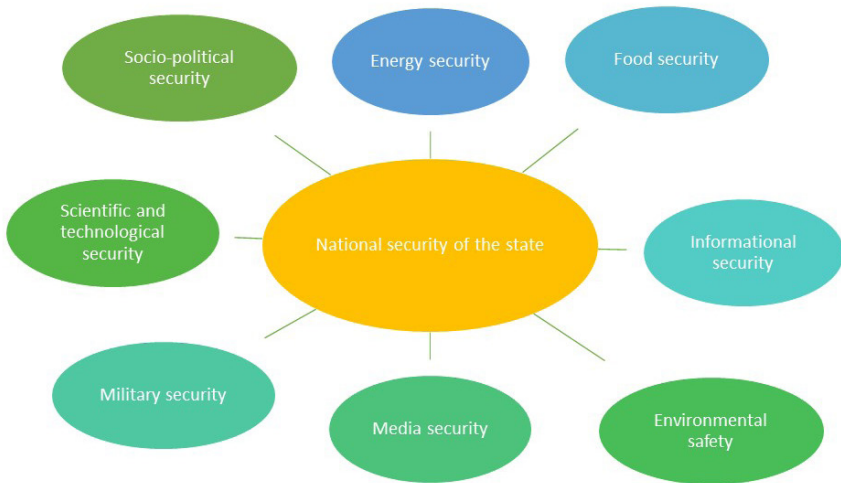 Socio-political
security
Energy security
Food security
Scientific and
technological
security
National security of the state
Informational
security
Military security
Media security
Environmental
safety